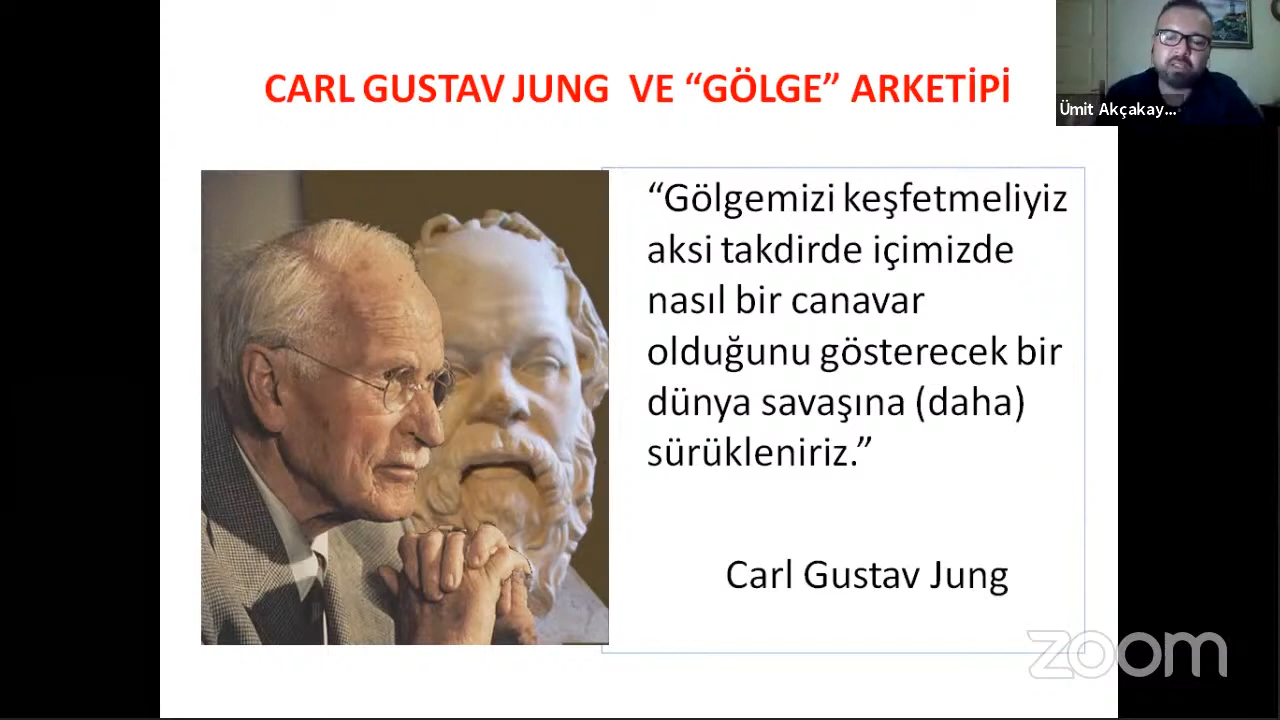 CARL GUSTAV JUNG VE “GÖLGE” ARKETİPİ
Ümit Akçakay...
“Gölgemizi keşfetmeliyiz
aksi takdirde içimizde
nasıl bir canavar
olduğunu gösterecek bir
dünya savaşına (daha)
sürükleniriz.”
Carl Gustav Jung
zoom